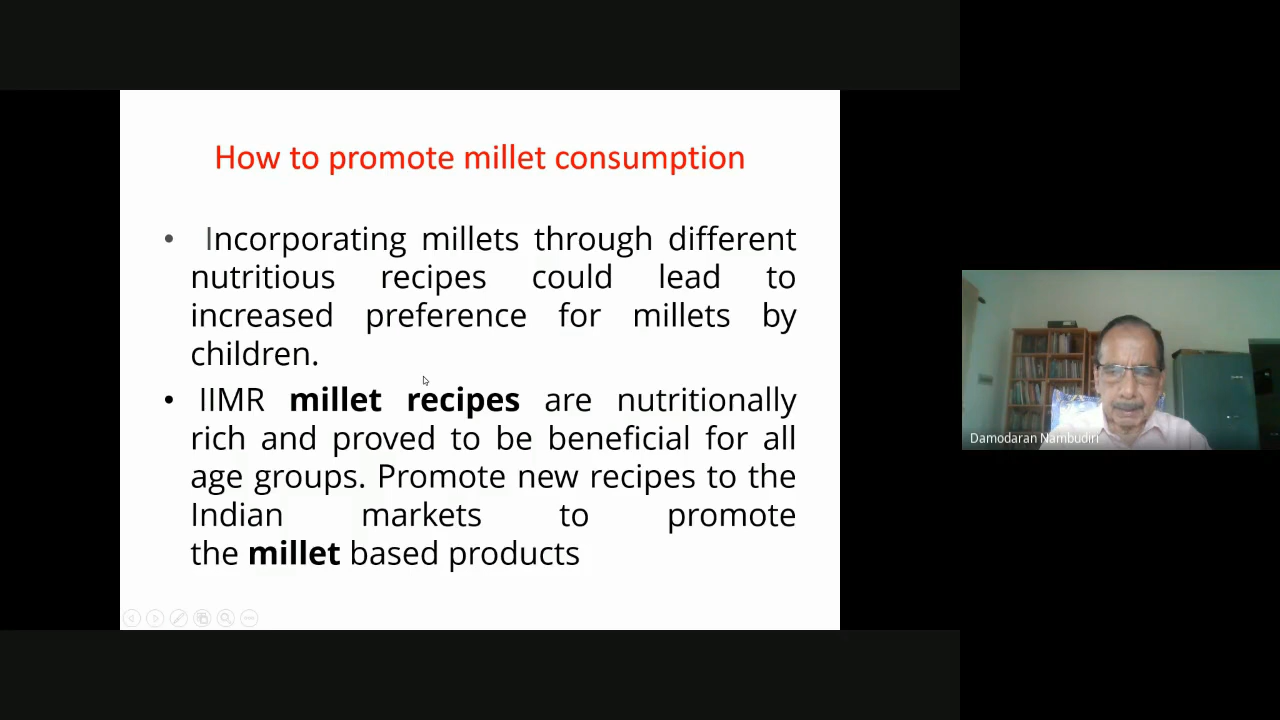 How to promote millet consumption
• Incorporating millets through different
nutritious recipes could lead to
increased preference for millets by
children.
• IIMR millet recipes are nutritionally
rich and proved to be beneficial for all
age groups. Promote new recipes to the
Indian markets to promote
the millet based products
Damodaran Nambudiri